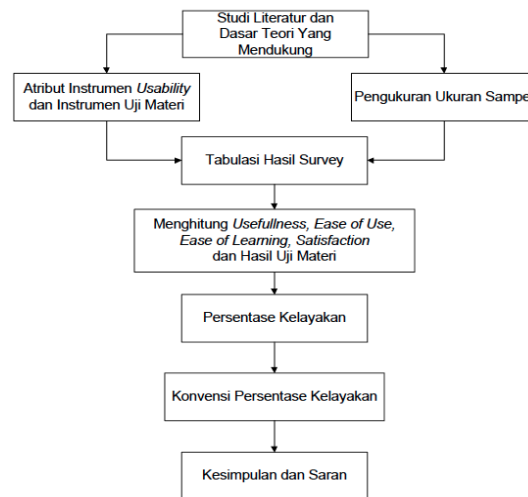 Studi Literatur dan
Dasar Teori Yang
Mendukung
Atribut Instrumen Usability
dan Instrumen Uji Materi
Pengukuran Ukuran Sampe
Tabulasi Hasil Survey
Menghitung Usefullness, Ease of Use,
Ease of Learning, Satisfaction
dan Hasil Uji Materi
Persentase Kelayakan
Konvensi Persentase Kelayakan
Kesimpulan dan Saran